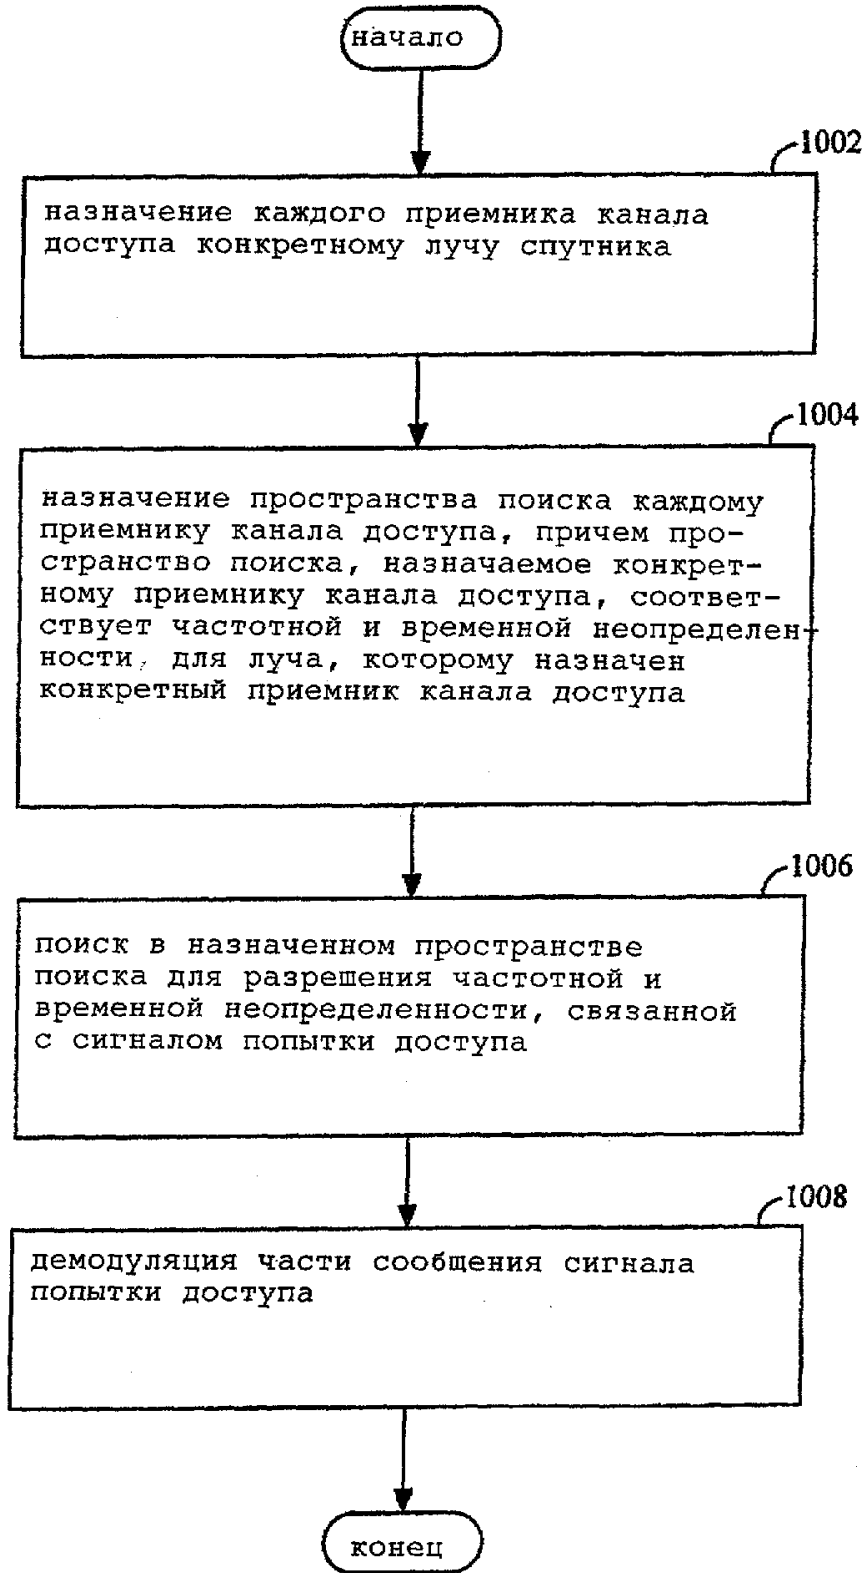 начало
1002
назначение каждого приемника канала
доступа конкретному лучу спутника
1004
назначение пространства поиска каждому
приемнику канала доступа, причем про-
странство поиска, назначаемое конкрет-
ному приемнику канала доступа, соответ-
ствует частотной и временной неопределен-
ности, для луча, которому назначен
конкретный приемник канала доступа
1006
поиск в назначенном пространстве
поиска для разрешения частотной и
временной неопределенности, связанной
с сигналом попытки доступа
1008
демодуляция части сообщения сигнала
попытки доступа
конец